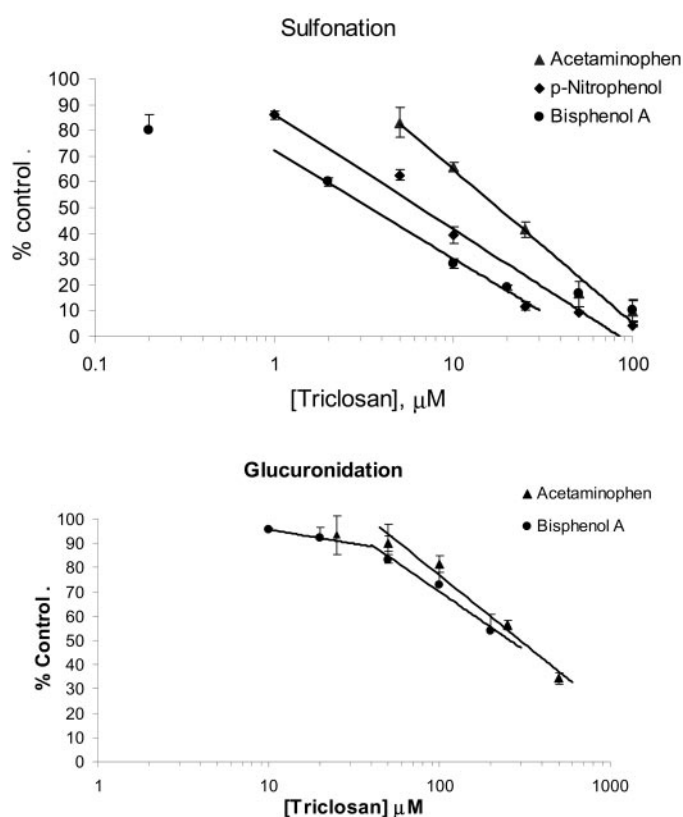 Sulfonation
Acetaminophen
p-Nitrophenol
Bisphenol A
% control .
100
90
80
70
60
50
40
30
20
10
0
0.1 1 10 100
[Triclosan], μM
Glucuronidation
Acetaminophen
Bisphenol A
% Control .
100
90
80
70
60
50
40
30
20
10
0
1 10 100 1000
[Triclosan] μM